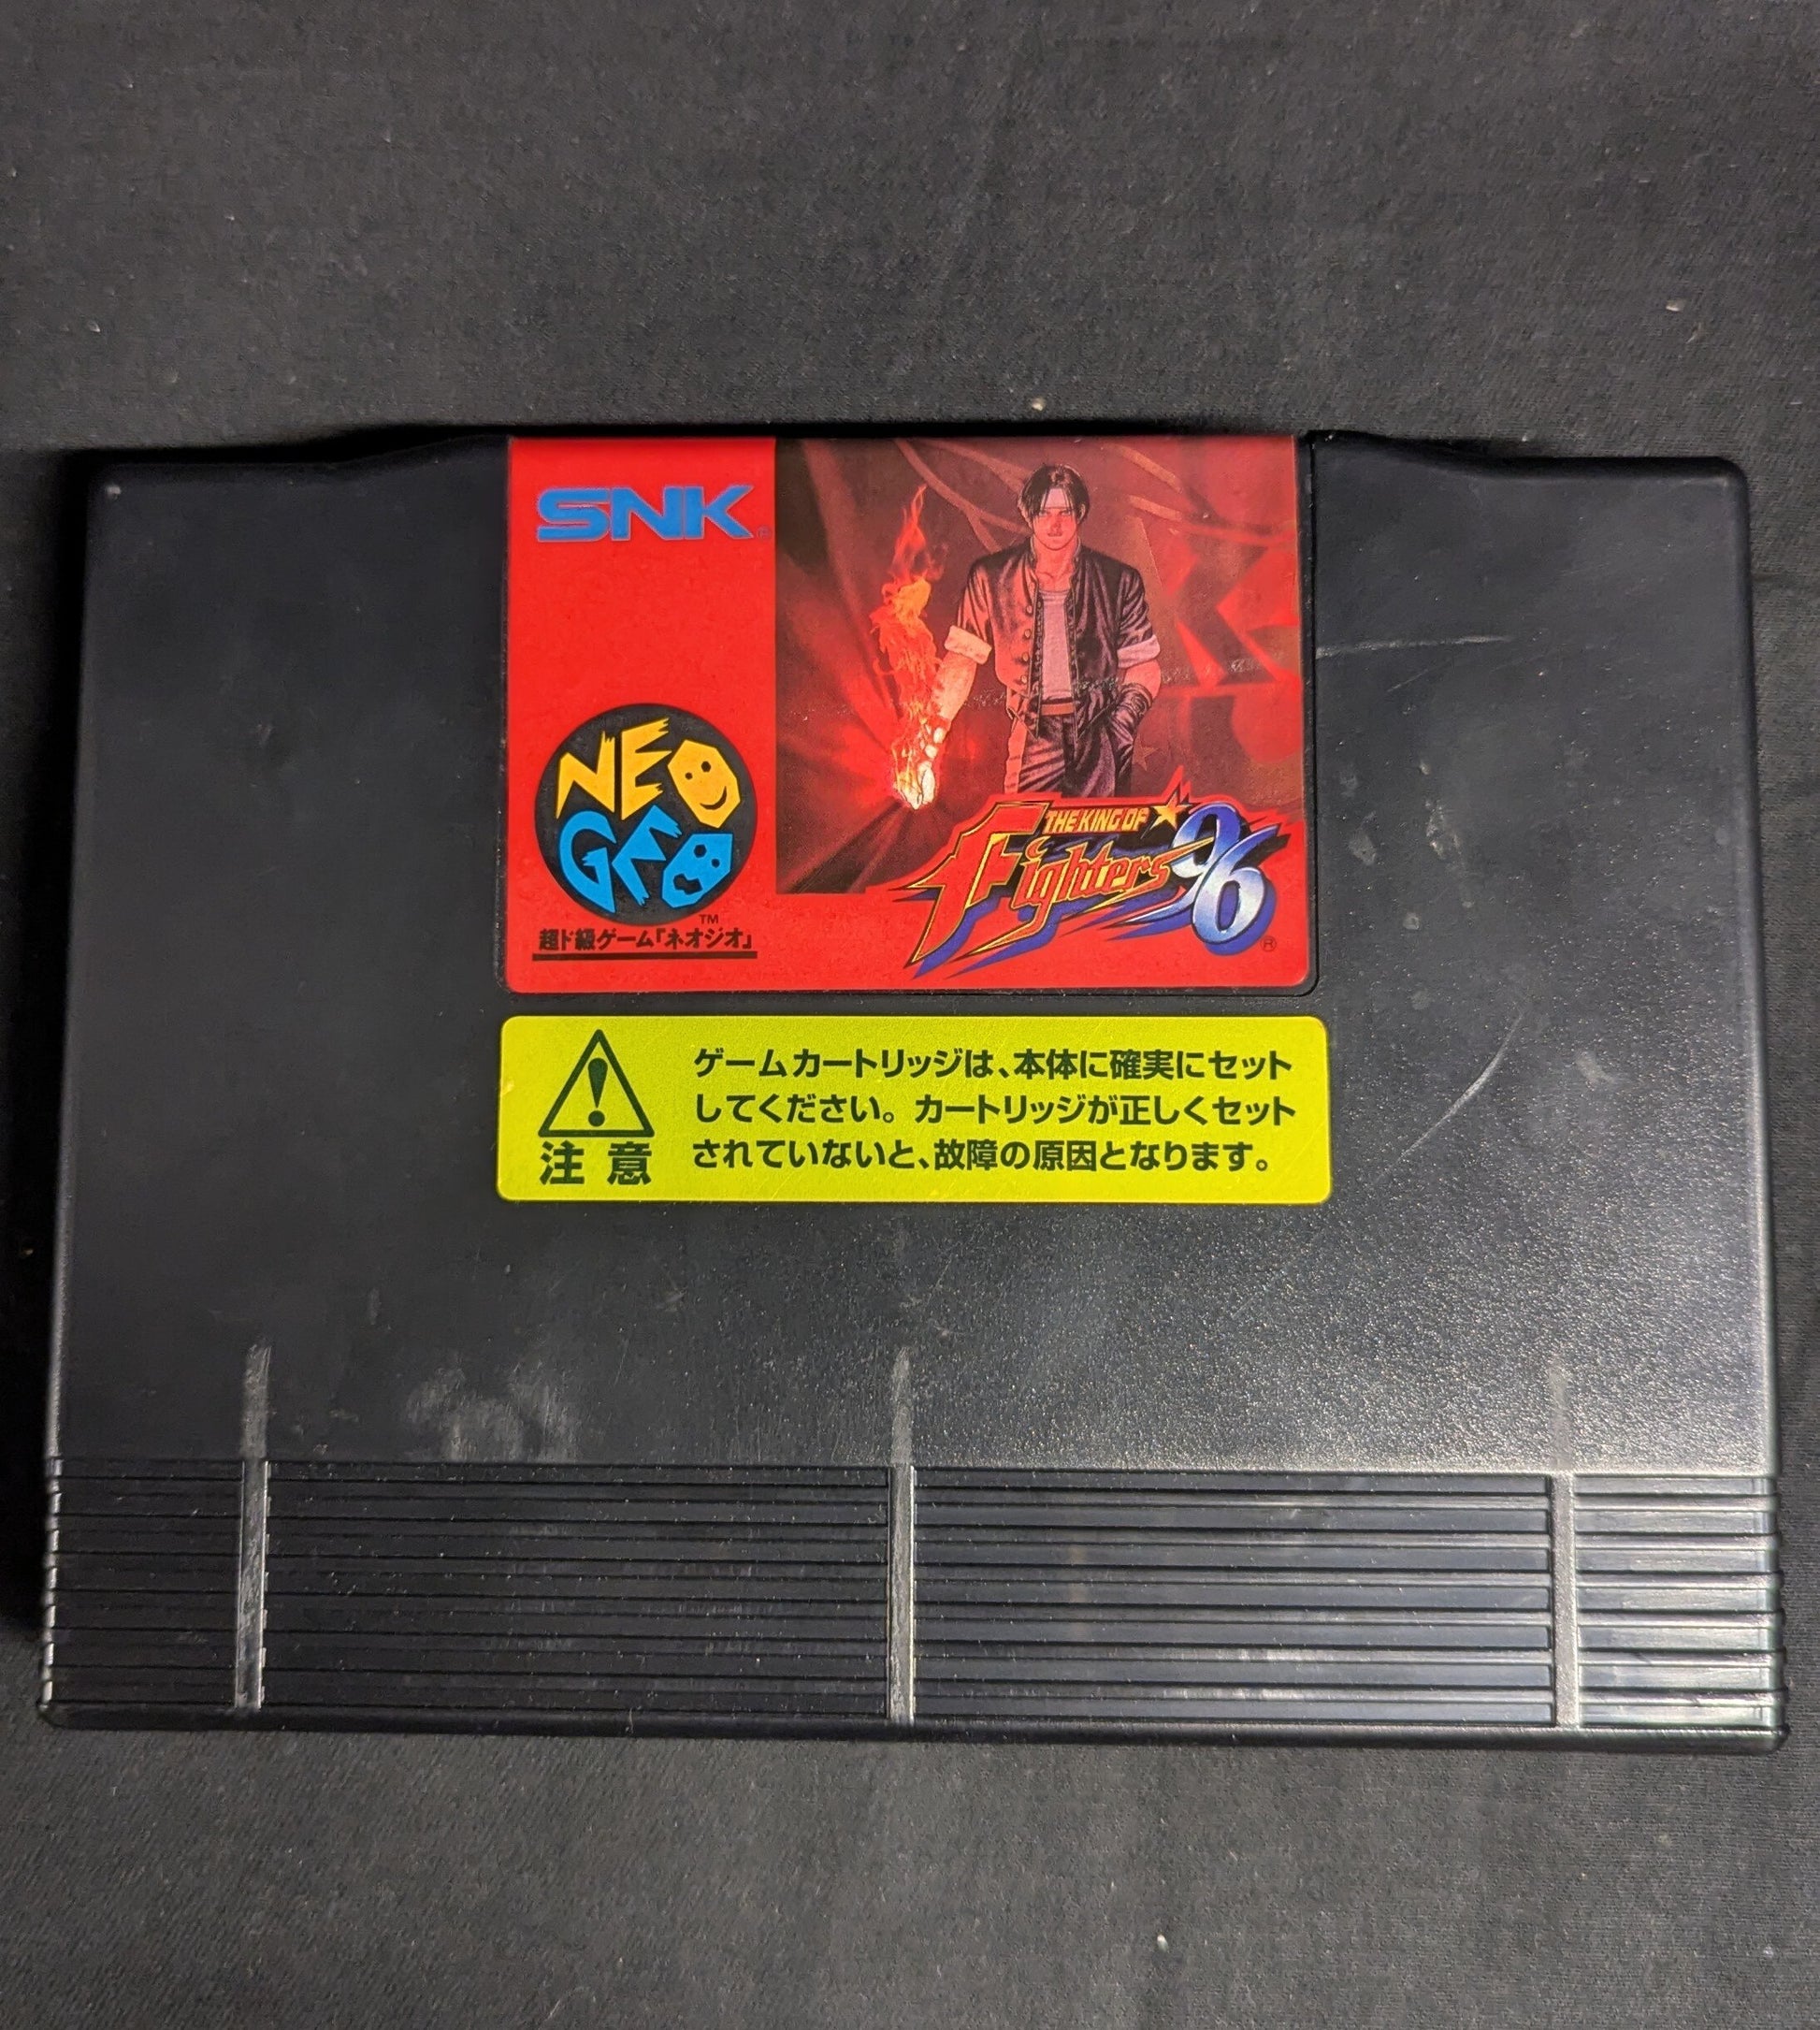 SNK®
NEO
GEO
TM
超ド級ゲーム「ネオジオ」
THE KING OF
Fighters '96
®
注意
ゲームカートリッジは、本体に確実にセット
してください。カートリッジが正しくセット
されていないと、故障の原因となります。